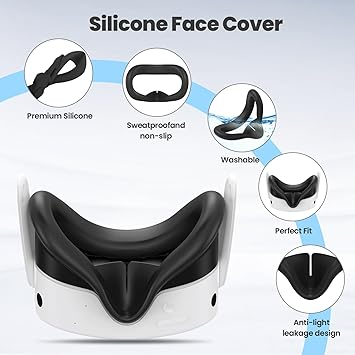 Silicone Face Cover
Premium Silicone
Sweatproofand
non-slip
Washable
Perfect Fit
Anti-light
leakage design